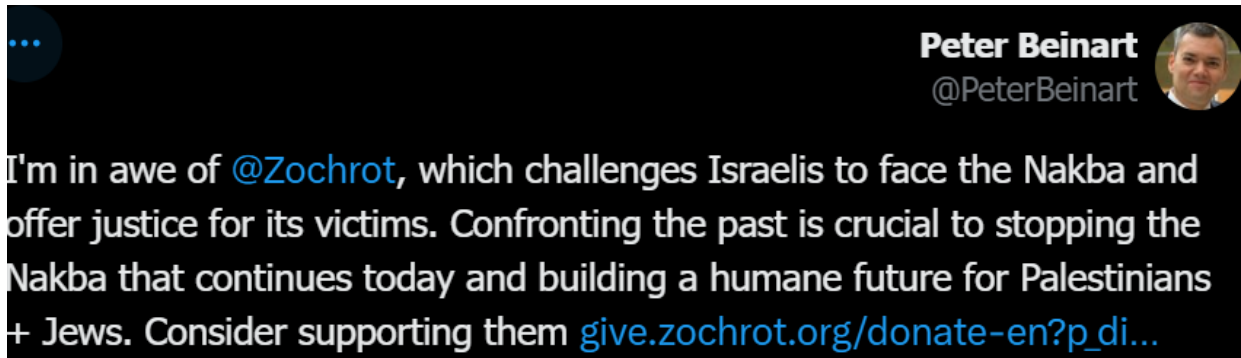 Peter Beinart
@PeterBeinart
I'm in awe of @Zochrot, which challenges Israelis to face the Nakba and
offer justice for its victims. Confronting the past is crucial to stopping the
Nakba that continues today and building a humane future for Palestinians
+ Jews. Consider supporting them give.zochrot.org/donate-en?p_di...